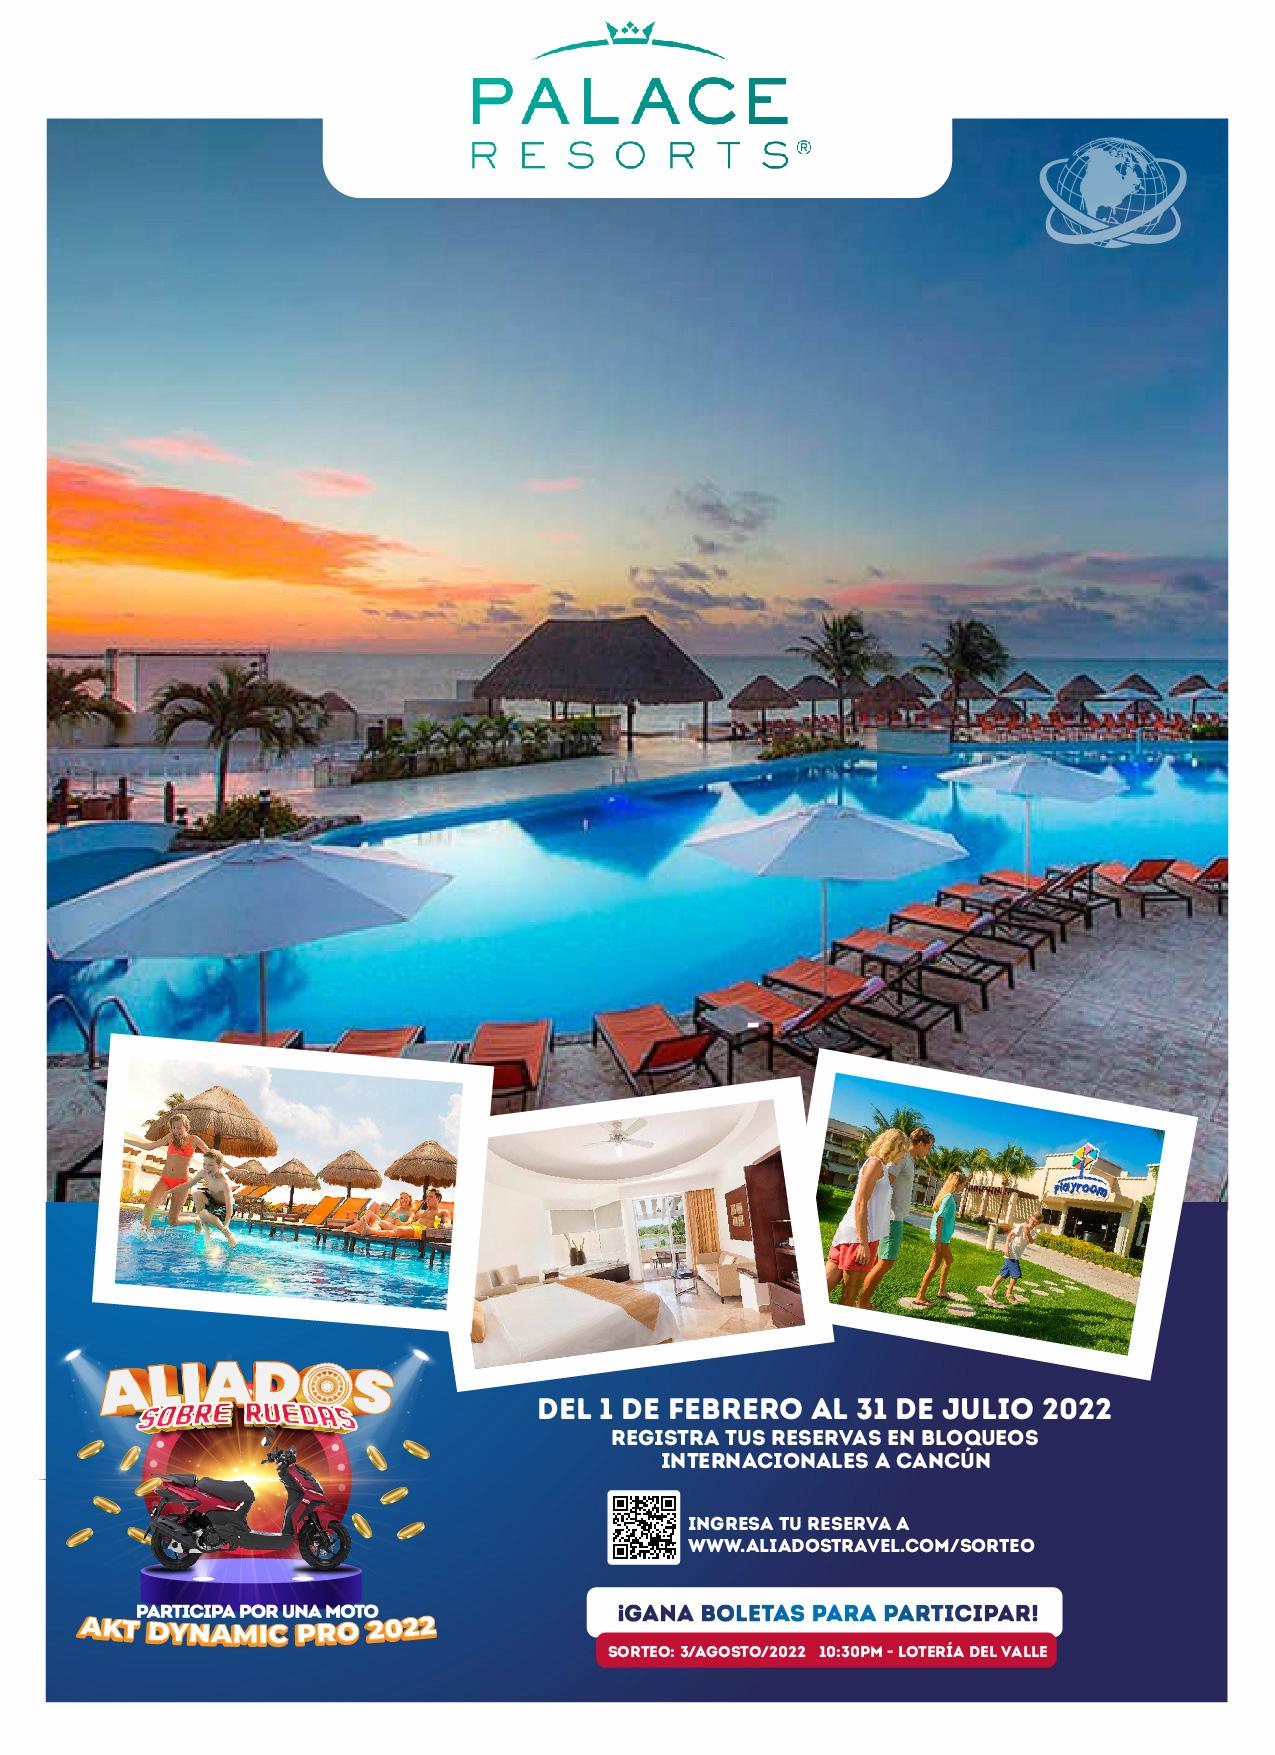 PALACE
RESORTS®
playroom
ALIADOS
SOBRE RUEDAS
PARTICIPA POR UNA MOTO
AKT DYNAMIC PRO 2022
DEL 1 DE FEBRERO AL 31 DE JULIO 2022
REGISTRA TUS RESERVAS EN BLOQUEOS
INTERNACIONALES A CANCÚN
INGRESA TU RESERVA A
WWW.ALIADOSTRAVEL.COM/SORTEO
¡GANA BOLETAS PARA PARTICIPAR!
SORTEO: 3/AGOSTO/2022 10:30PM - LOTERÍA DEL VALLE